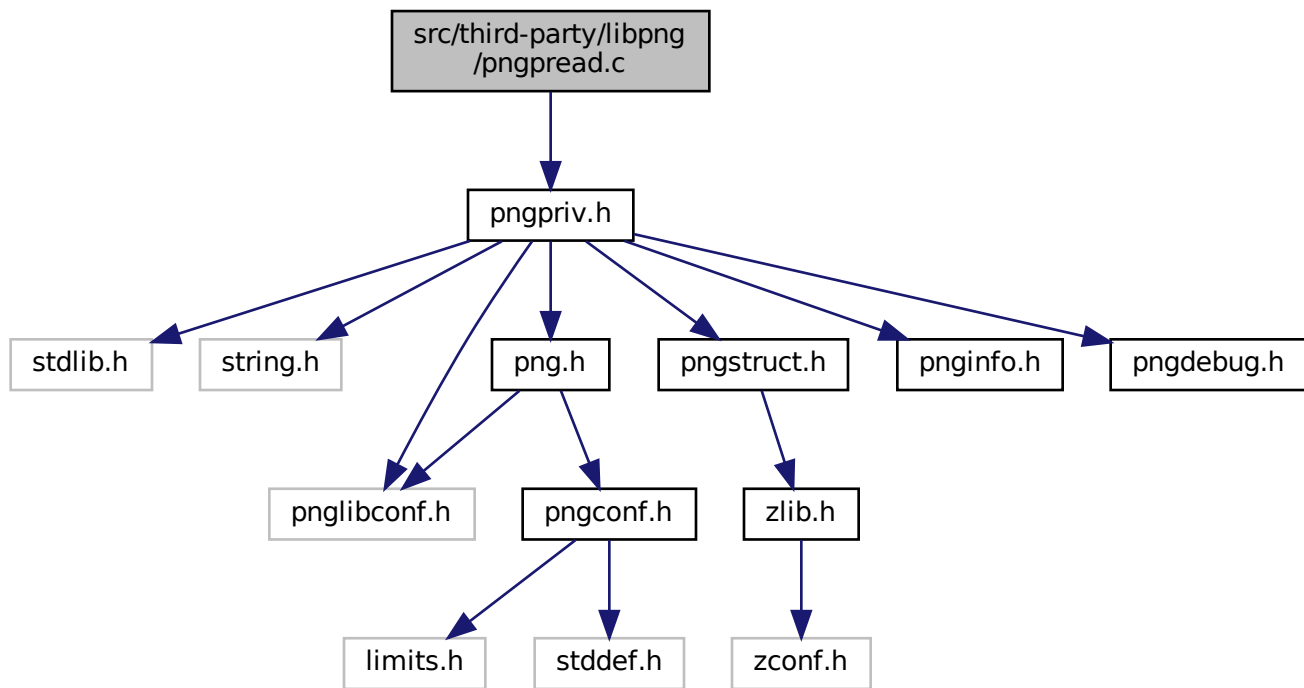 src/third-party/libpng
/pngpread.c
pngpriv.h
stdlib.h
string.h
png.h
pngstruct.h
pnginfo.h
pngdebug.h
pnglibconf.h
pngconf.h
zlib.h
limits.h
stddef.h
zconf.h